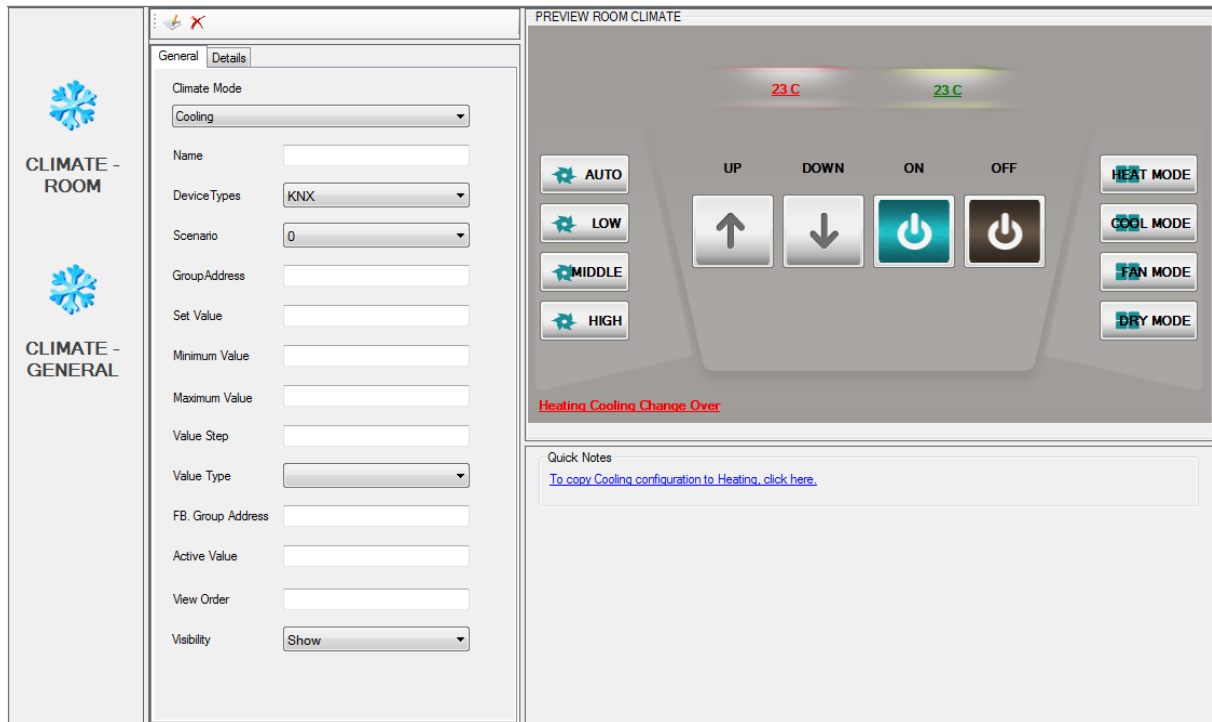 CLIMATE -
ROOM
CLIMATE -
GENERAL
General Details
Climate Mode
Cooling
Name
DeviceTypes KNX
Scenario 0
GroupAddress
Set Value
Minimum Value
Maximum Value
Value Step
Value Type
FB. Group Address
Active Value
View Order
Visibility Show
PREVIEW ROOM CLIMATE
23 C 23 C
UP DOWN ON OFF
AUTO
LOW
MIDDLE
HIGH
HEAT MODE
COOL MODE
FAN MODE
DRY MODE
Heating Cooling Change Over
Quick Notes
To copy Cooling configuration to Heating, click here.